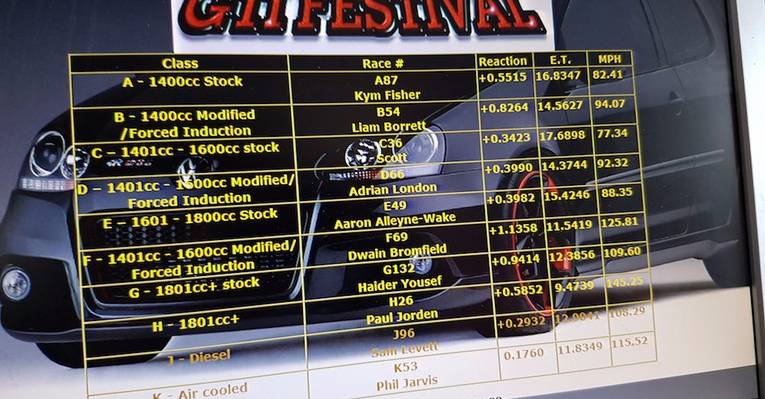 GTI FESTIVAL
Class Race # Reaction E.T. MPH
A - 1400cc Stock A87 +0.5515 16.8347 82.41
Kym Fisher
B - 1400cc Modified B54 +0.8264 14.5627 94.07
/Forced Induction Liam Borrett
C - 1401cc - 1600cc stock C36 +0.3423 17.6898 77.34
Scott
D - 1401cc - 1600cc Modified/ D66 +0.3990 14.3744 92.32
Forced Induction Adrian London
E - 1601 - 1800cc Stock E49 +0.3982 15.4246 88.35
Aaron Alleyne-Wake
F - 1401cc - 1600cc Modified/ F69 +1.1358 11.5419 125.81
Forced Induction Dwain Bromfield
G - 1801cc+ stock G132 +0.9414 12.3856 109.60
Haider Yousef
H - 1801cc+ H26 +0.5852 9.4739 145.25
Paul Jorden
J - Diesel J96 +0.2932 108.29
Sam Levett
K - Air cooled K53 0.1760 11.8349 115.52
Phil Jarvis